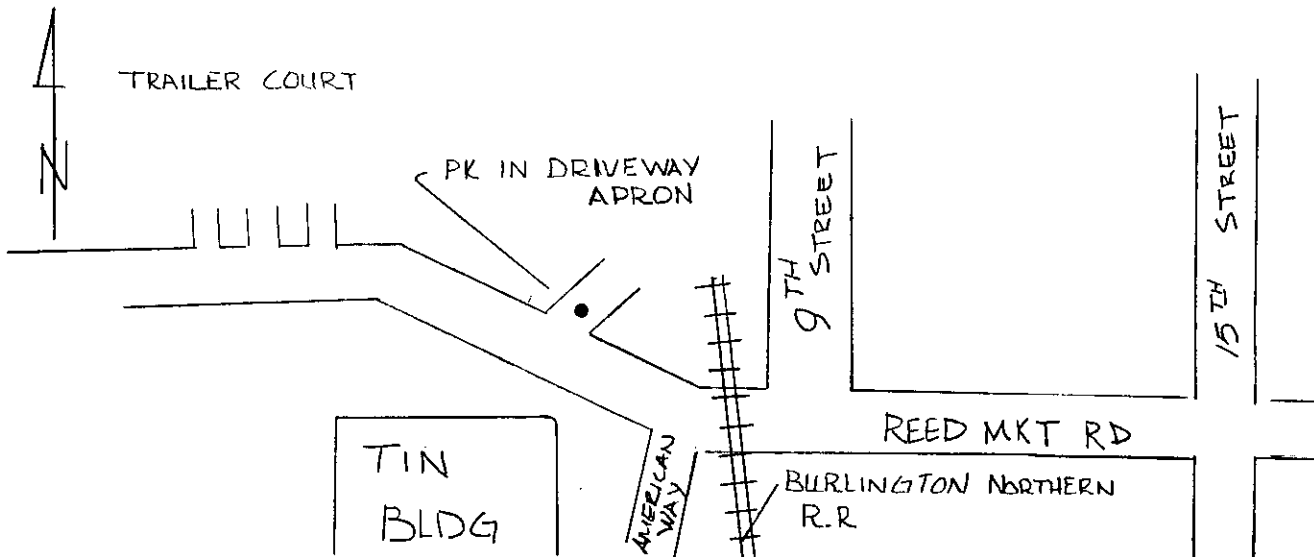 TRAILER COURT
N
PK IN DRIVEWAY
APRON
9TH
STREET
15TH STREET
REED MKT RD
TIN
BLDG
AMERICAN
WAY
BURLINGTON NORTHERN
R.R